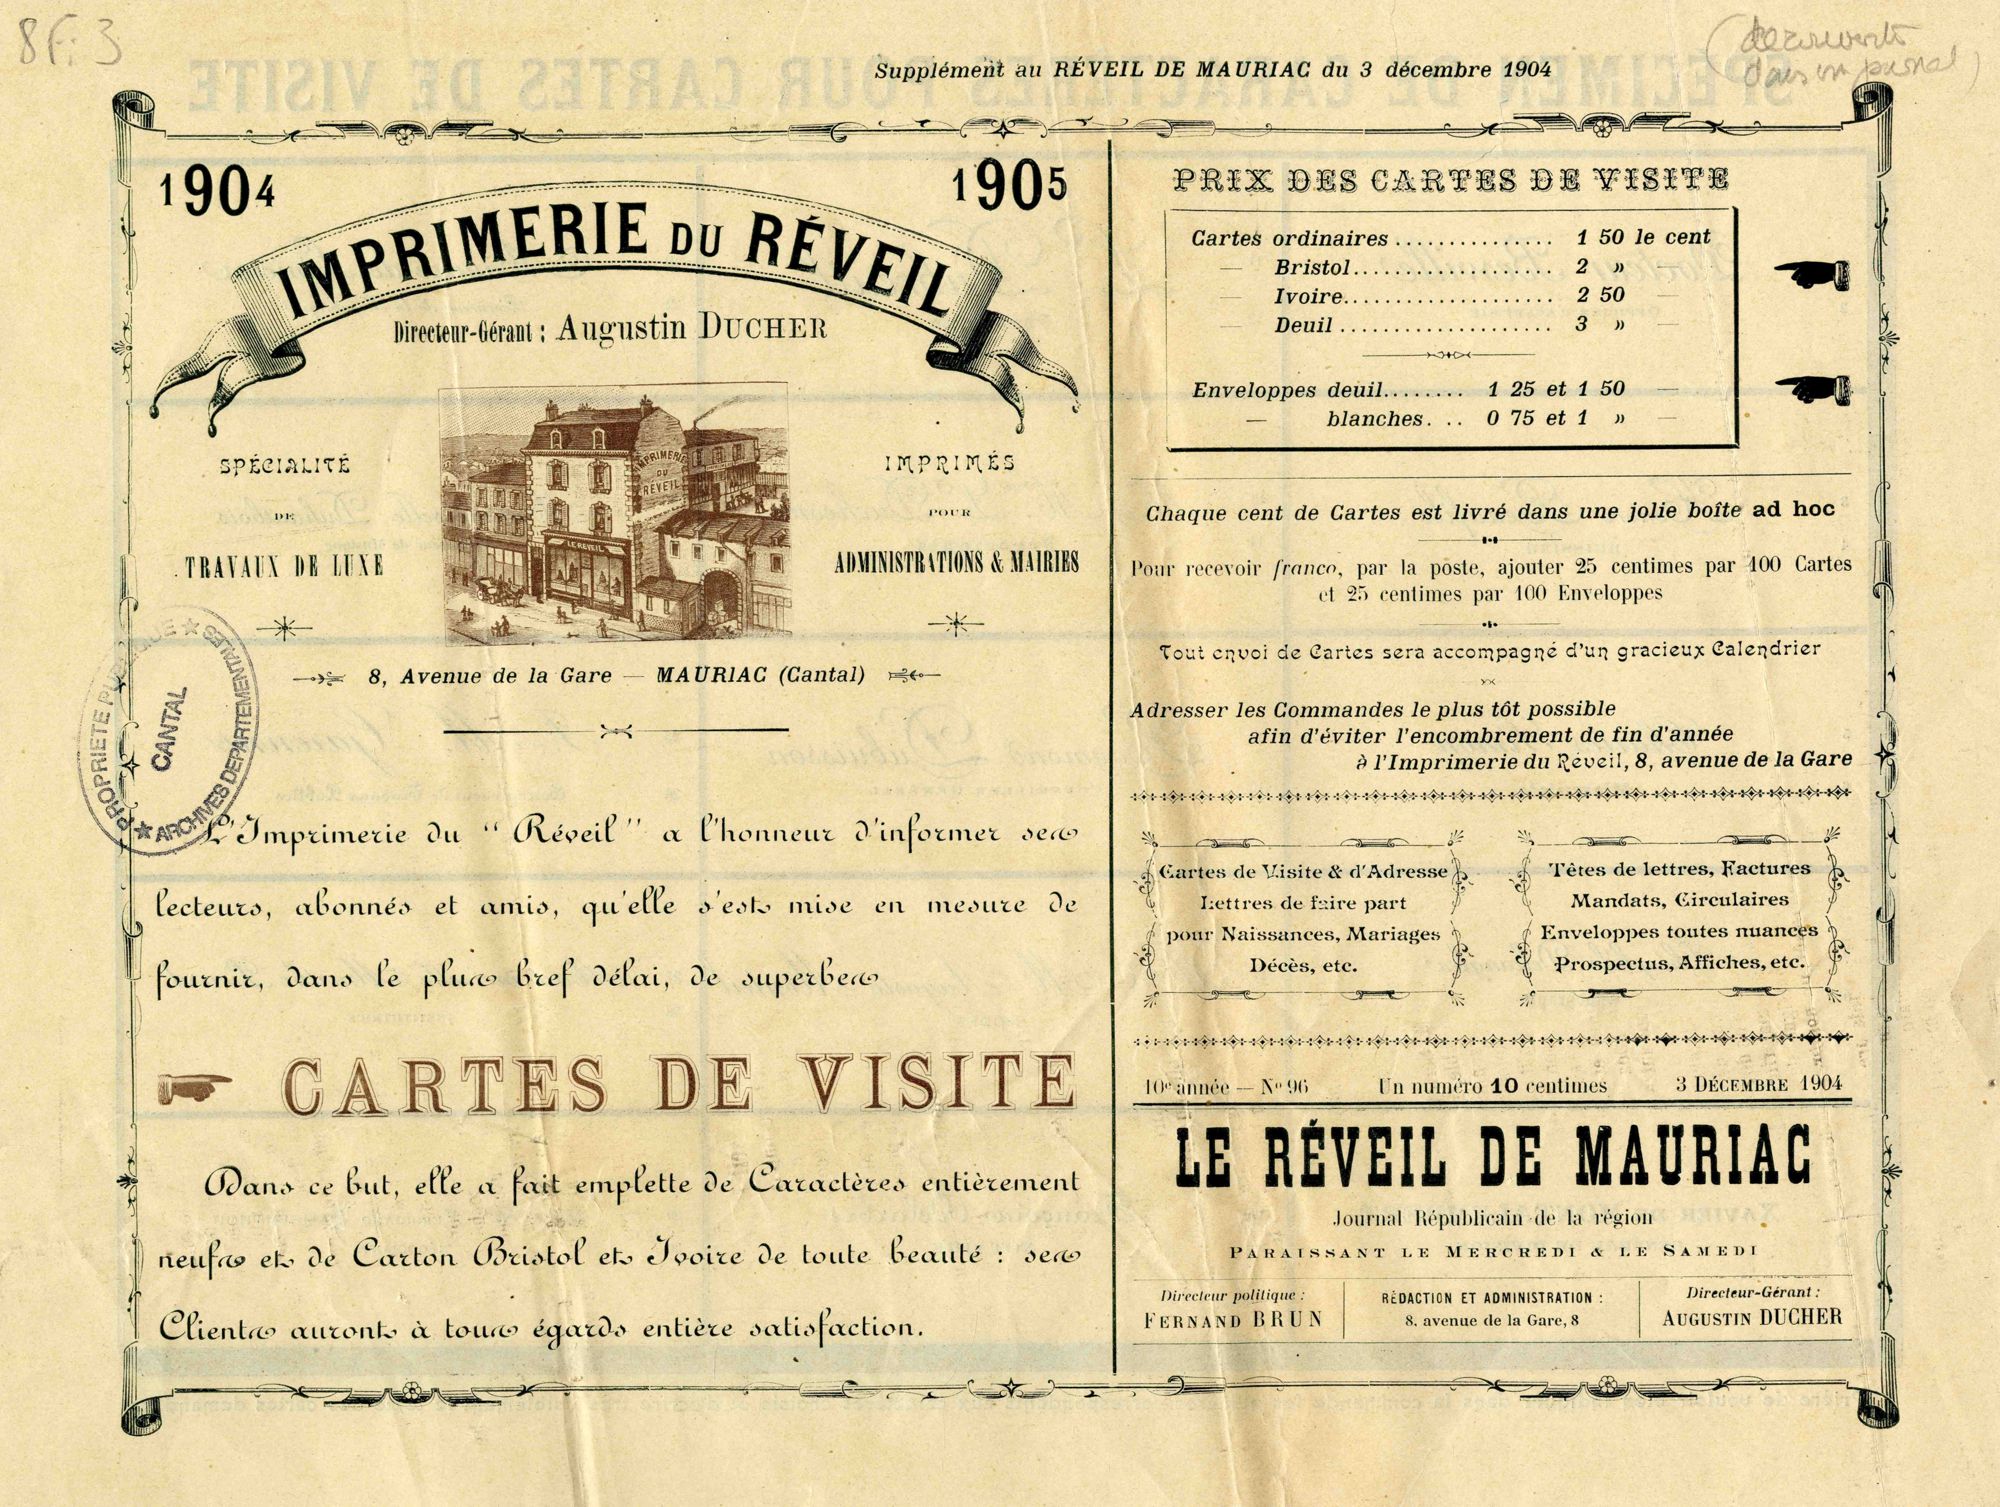 8 Fi 3
Supplément au RÉVEIL DE MAURIAC du 3 décembre 1904
1904
1905
IMPRIMERIE DU RÉVEIL
Directeur-Gérant : Augustin DUCHER
SPÉCIALITÉ
DE
TRAVAUX DE LUXE
IMPRIMERIE
DU
RÉVEIL
LE RÉVEIL
IMPRIMÉS
POUR
ADMINISTRATIONS & MAIRIES
8, Avenue de la Gare — MAURIAC (Cantal)
PROPRIETE PUBLIQUE
CANTAL
ARCHIVES DEPARTEMENTALES
L'Imprimerie du "Réveil" a l'honneur d'informer ses
lecteurs, abonnés et amis, qu'elle s'est mise en mesure de
fournir, dans le plus bref délai, de superbes
CARTES DE VISITE
Dans ce but, elle a fait emplette de Caractères entièrement
neufs et de Carton Bristol et Ivoire de toute beauté : ses
Clients auront à tous égards entière satisfaction.
PRIX DES CARTES DE VISITE
Cartes ordinaires ............... 1 50 le cent
— Bristol................... 2 » —
— Ivoire.................... 2 50 —
— Deuil .................... 3 » —
Enveloppes deuil........ 1 25 et 1 50 —
— blanches. ... 0 75 et 1 » —
Chaque cent de Cartes est livré dans une jolie boîte ad hoc
Pour recevoir franco, par la poste, ajouter 25 centimes par 100 Cartes
et 25 centimes par 100 Enveloppes
Tout envoi de Cartes sera accompagné d'un gracieux Calendrier
Adresser les Commandes le plus tôt possible
afin d'éviter l'encombrement de fin d'année
à l'Imprimerie du Réveil, 8, avenue de la Gare
Cartes de Visite & d'Adresse
Lettres de faire part
pour Naissances, Mariages
Décès, etc.
Têtes de lettres, Factures
Mandats, Circulaires
Enveloppes toutes nuances
Prospectus, Affiches, etc.
10e année — No 96 Un numéro 10 centimes 3 DÉCEMBRE 1904
LE RÉVEIL DE MAURIAC
Journal Républicain de la région
PARAISSANT LE MERCREDI & LE SAMEDI
Directeur politique :
FERNAND BRUN
RÉDACTION ET ADMINISTRATION :
8, avenue de la Gare, 8
Directeur-Gérant :
AUGUSTIN DUCHER